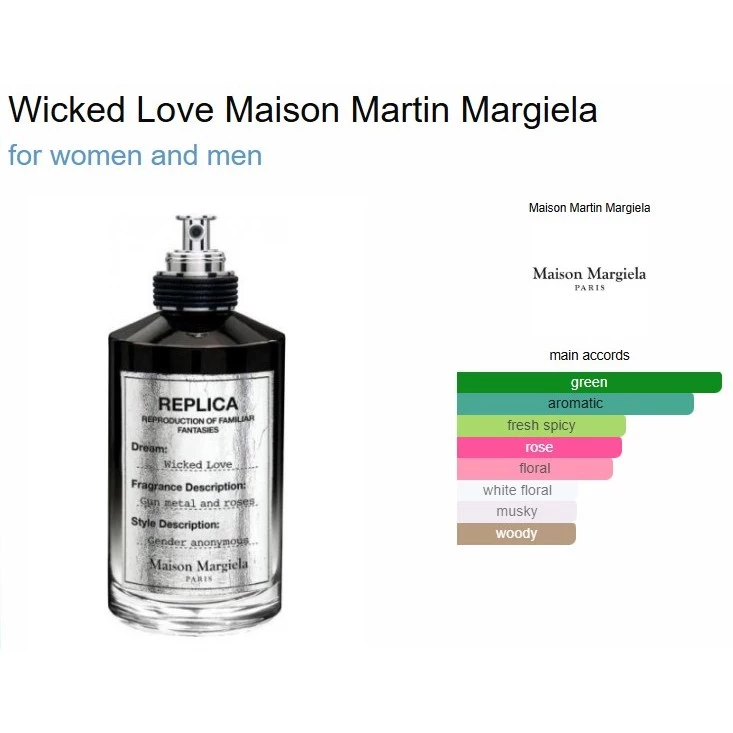 Wicked Love Maison Martin Margiela
for women and men
REPLICA
REPRODUCTION OF FAMILIAR
FANTASIES
Dream:
Wicked Love
Fragrance Description:
Gun metal and roses
Style Description:
Gender anonymous
Maison Margiela
PARIS
Maison Martin Margiela
Maison Margiela
PARIS
main accords
green
aromatic
fresh spicy
rose
floral
white floral
musky
woody